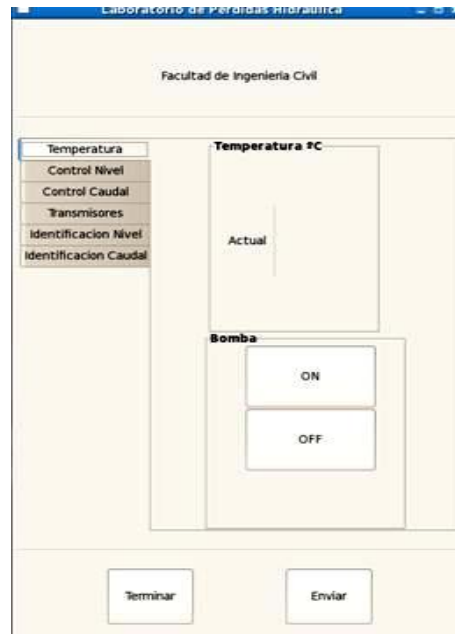 Laboratorio de Perdidas Hidraulica
Facultad de Ingenieria Civil
Temperatura
Control Nivel
Control Caudal
Transmisores
Identificacion Nivel
Identificacion Caudal
Temperatura ºC
Actual
Bomba
ON
OFF
Terminar
Enviar